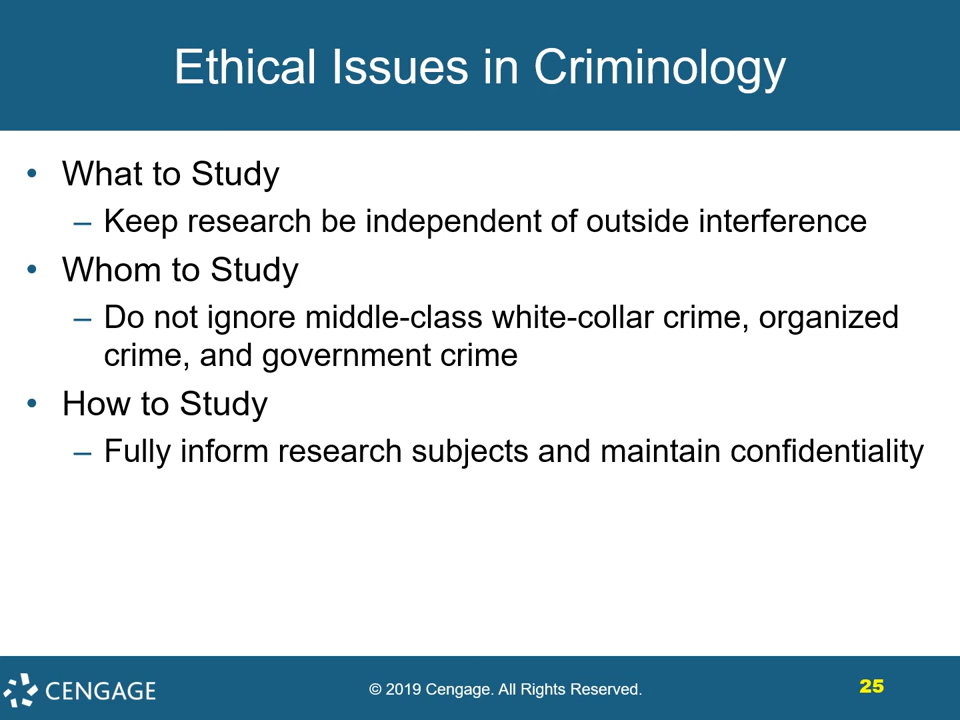 Ethical Issues in Criminology
• What to Study
– Keep research be independent of outside interference
• Whom to Study
– Do not ignore middle-class white-collar crime, organized
crime, and government crime
• How to Study
– Fully inform research subjects and maintain confidentiality
CENGAGE
© 2019 Cengage. All Rights Reserved.
25